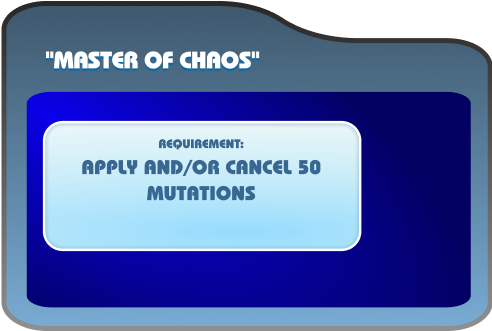 "MASTER OF CHAOS"
REQUIREMENT:
APPLY AND/OR CANCEL 50
MUTATIONS